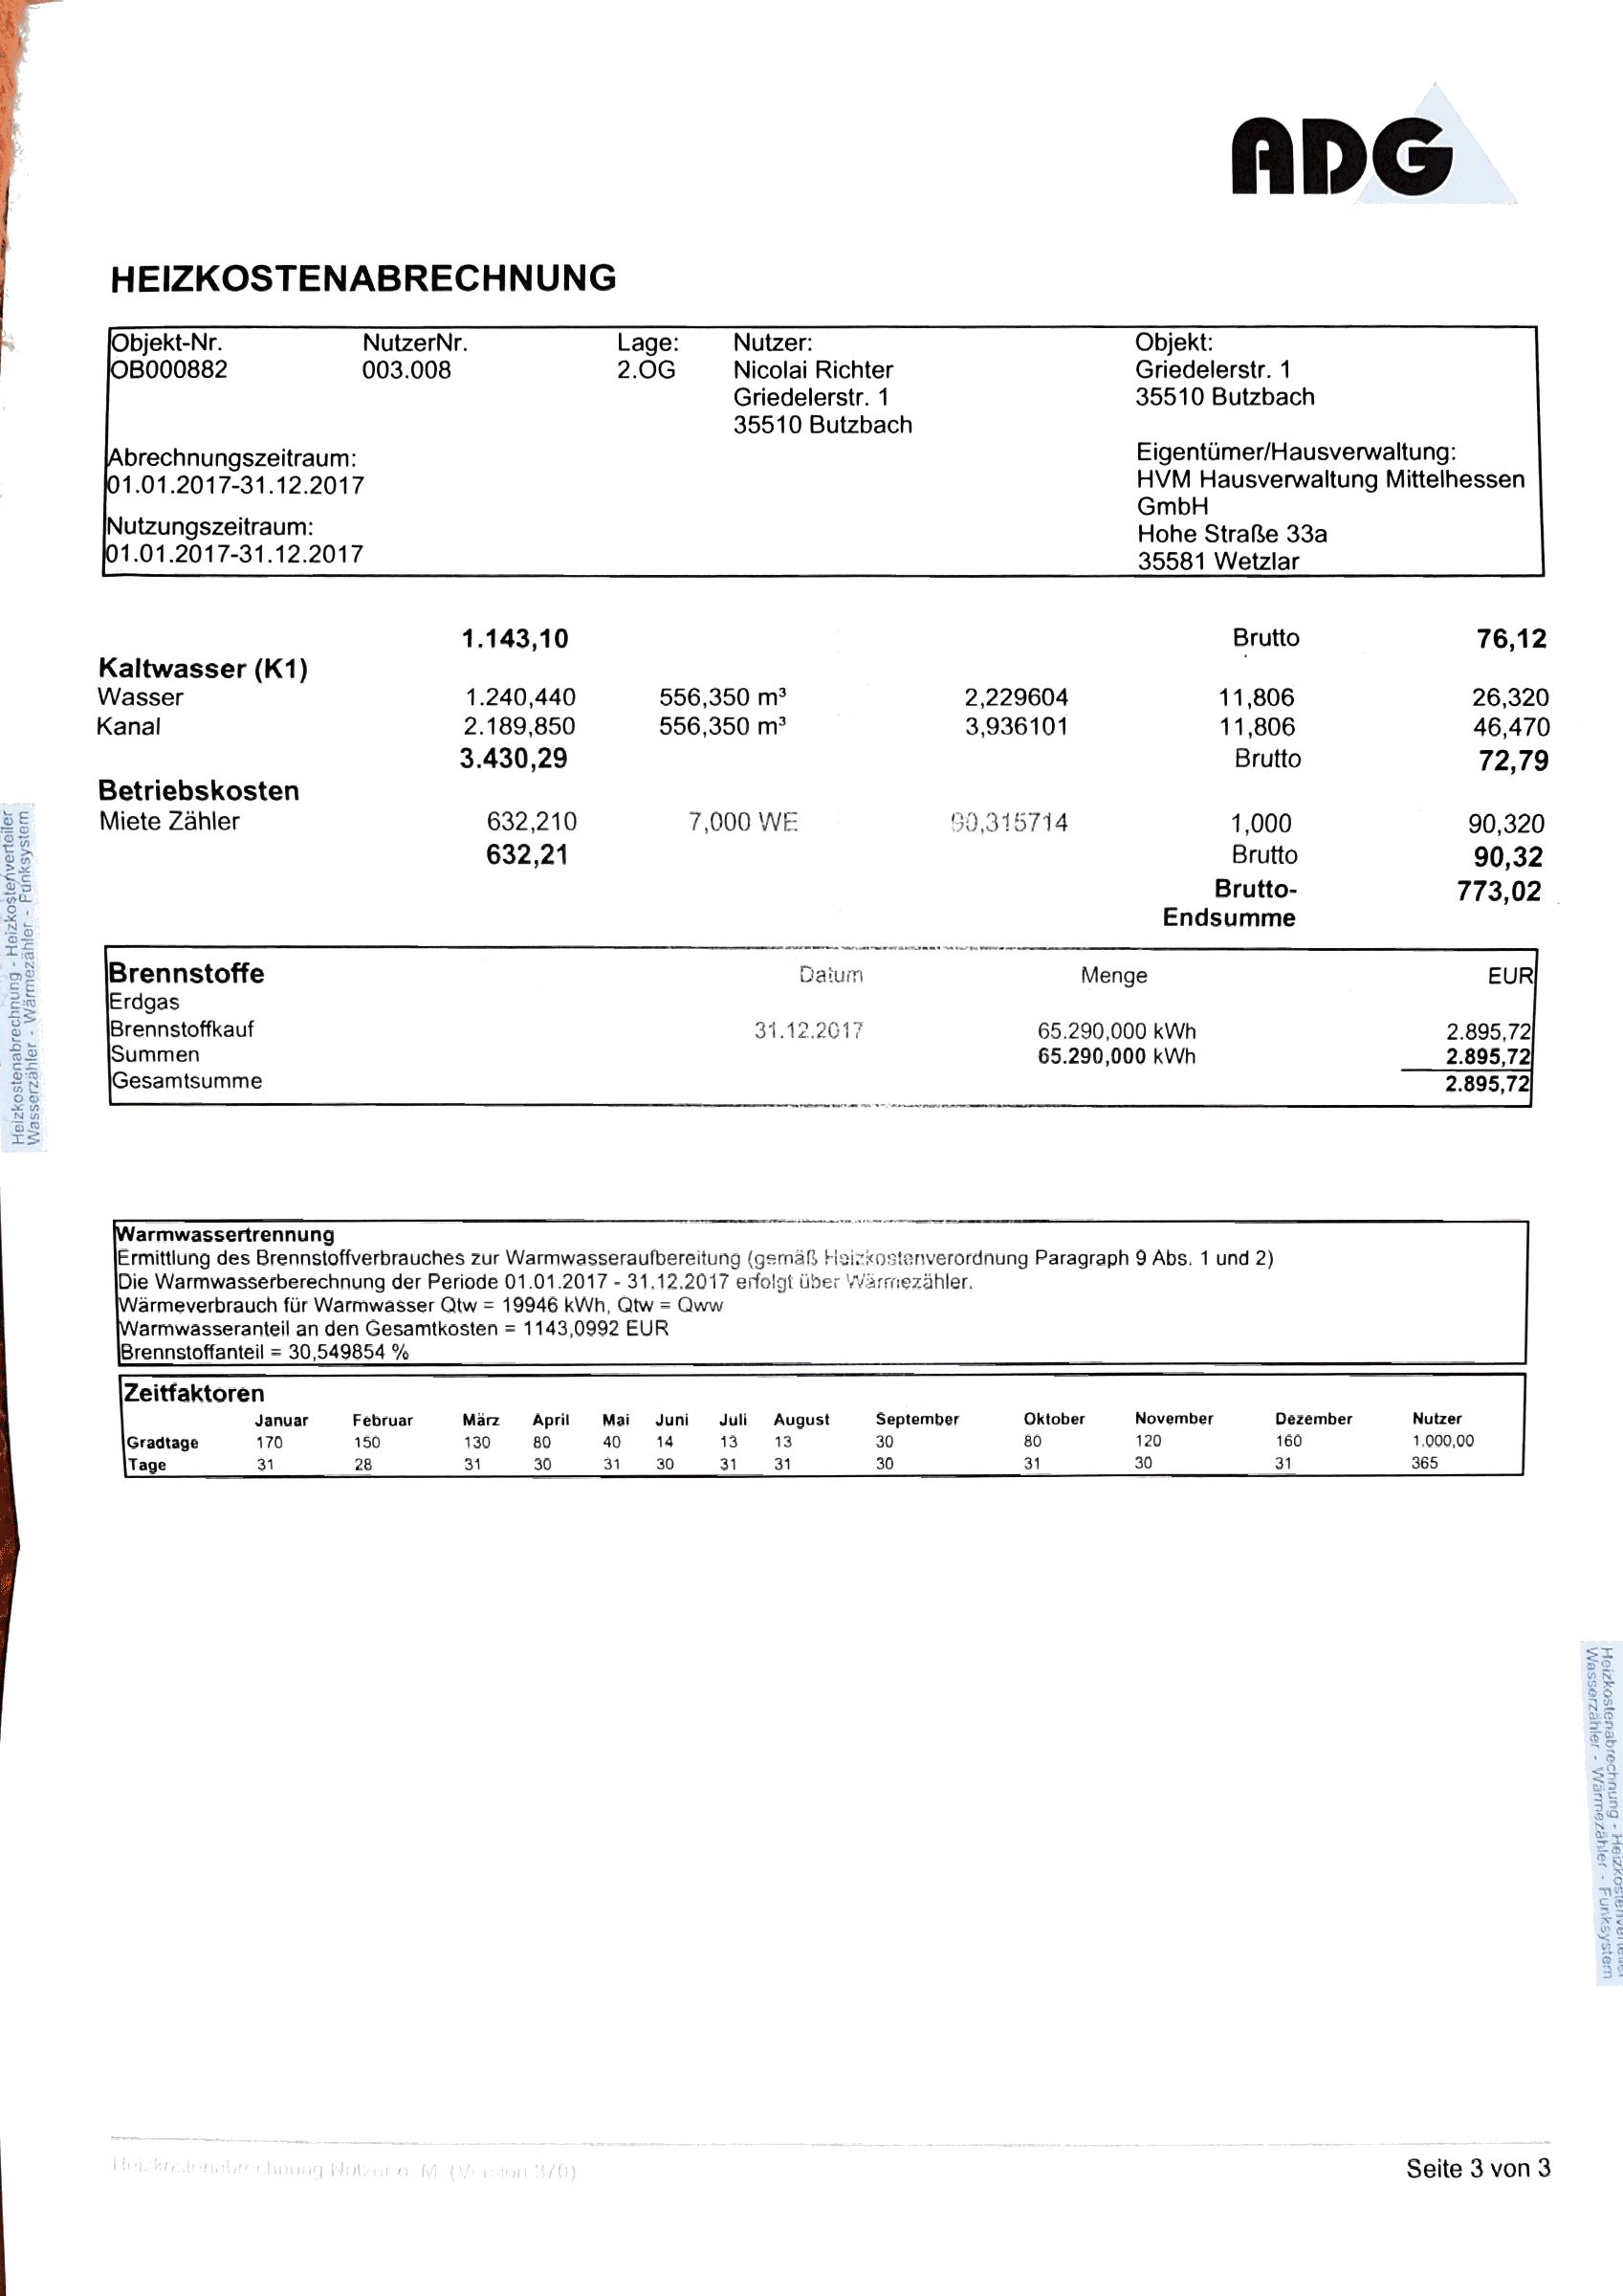 ADG
HEIZKOSTENABRECHNUNG
Objekt-Nr. NutzerNr. Lage: Nutzer: Objekt:
OB000882 003.008 2.OG Nicolai Richter Griedelerstr. 1
Griedelerstr. 1 35510 Butzbach
35510 Butzbach
Abrechnungszeitraum: Eigentümer/Hausverwaltung:
01.01.2017-31.12.2017 HVM Hausverwaltung Mittelhessen
GmbH
Nutzungszeitraum: Hohe Straße 33a
01.01.2017-31.12.2017 35581 Wetzlar
1.143,10 Brutto 76,12
Kaltwasser (K1)
Wasser 1.240,440 556,350 m³ 2,229604 11,806 26,320
Kanal 2.189,850 556,350 m³ 3,936101 11,806 46,470
3.430,29 Brutto 72,79
Betriebskosten
Miete Zähler 632,210 7,000 WE 90,315714 1,000 90,320
632,21 Brutto 90,32
Brutto- 773,02
Endsumme
Brennstoffe Datum Menge EUR
Erdgas
Brennstoffkauf 31.12.2017 65.290,000 kWh 2.895,72
Summen 65.290,000 kWh 2.895,72
Gesamtsumme 2.895,72
Warmwassertrennung
Ermittlung des Brennstoffverbrauches zur Warmwasseraufbereitung (gemäß Heizkostenverordnung Paragraph 9 Abs. 1 und 2)
Die Warmwasserberechnung der Periode 01.01.2017 - 31.12.2017 erfolgt über Wärmezähler.
Wärmeverbrauch für Warmwasser Qtw = 19946 kWh, Qtw = Qww
Warmwasseranteil an den Gesamtkosten = 1143,0992 EUR
Brennstoffanteil = 30,549854 %
Zeitfaktoren
Januar Februar März April Mai Juni Juli August September Oktober November Dezember Nutzer
Gradtage 170 150 130 80 40 14 13 13 30 80 120 160 1.000,00
Tage 31 28 31 30 31 30 31 31 30 31 30 31 365
Heizkostenabrechnung - Heizkostenverteiler
Wasserzähler - Wärmezähler - Funksystem
Heizkostenabrechnung - Heizkostenverteiler
Wasserzähler - Wärmezähler - Funksystem
Heizkostenabrechnung Nutzer o. M. (Version 370)
Seite 3 von 3